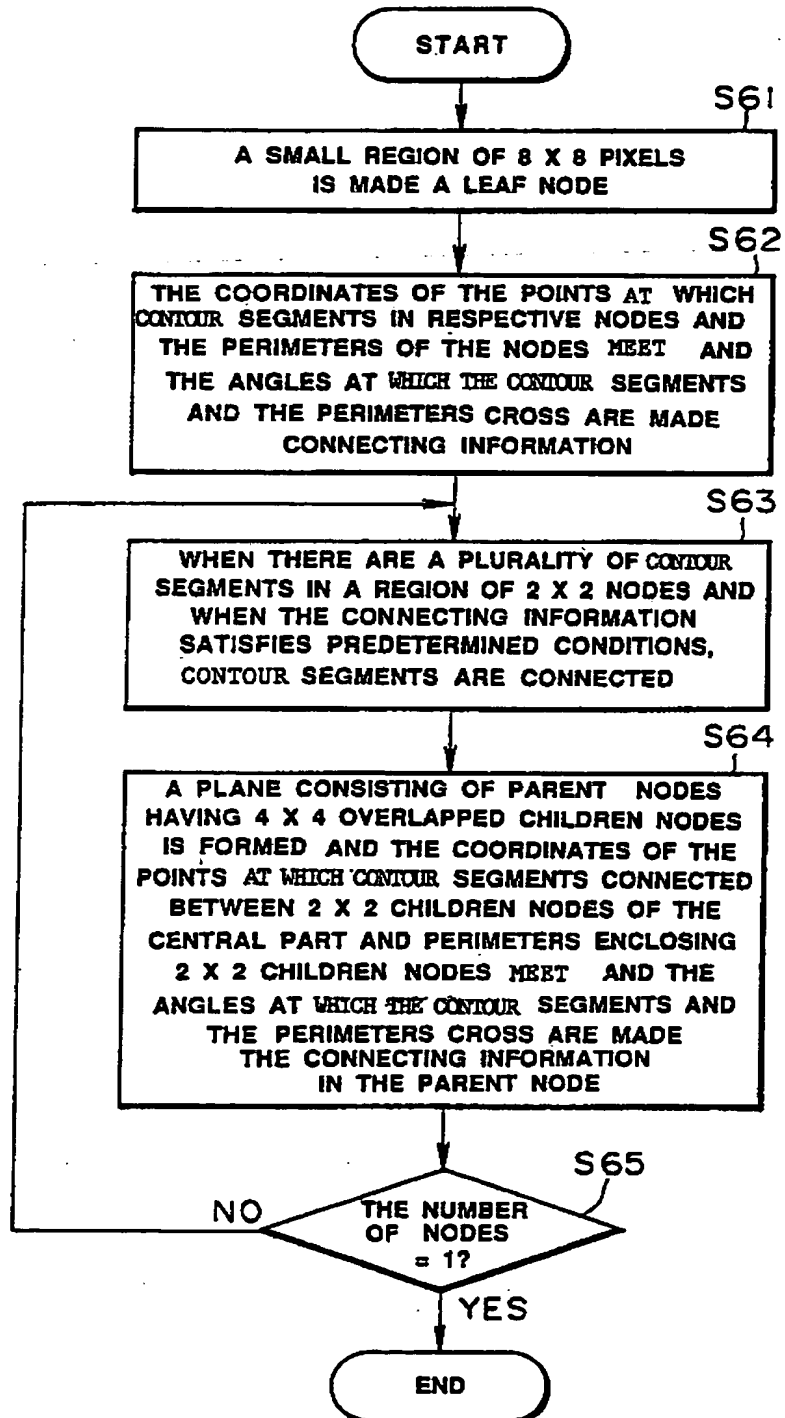 START
S61
A SMALL REGION OF 8 X 8 PIXELS
IS MADE A LEAF NODE
S62
THE COORDINATES OF THE POINTS AT WHICH
CONTOUR SEGMENTS IN RESPECTIVE NODES AND
THE PERIMETERS OF THE NODES MEET AND
THE ANGLES AT WHICH THE CONTOUR SEGMENTS
AND THE PERIMETERS CROSS ARE MADE
CONNECTING INFORMATION
S63
WHEN THERE ARE A PLURALITY OF CONTOUR
SEGMENTS IN A REGION OF 2 X 2 NODES AND
WHEN THE CONNECTING INFORMATION
SATISFIES PREDETERMINED CONDITIONS,
CONTOUR SEGMENTS ARE CONNECTED
S64
A PLANE CONSISTING OF PARENT NODES
HAVING 4 X 4 OVERLAPPED CHILDREN NODES
IS FORMED AND THE COORDINATES OF THE
POINTS AT WHICH CONTOUR SEGMENTS CONNECTED
BETWEEN 2 X 2 CHILDREN NODES OF THE
CENTRAL PART AND PERIMETERS ENCLOSING
2 X 2 CHILDREN NODES MEET AND THE
ANGLES AT WHICH THE CONTOUR SEGMENTS AND
THE PERIMETERS CROSS ARE MADE
THE CONNECTING INFORMATION
IN THE PARENT NODE
S65
THE NUMBER
OF NODES
= 1?
NO
YES
END